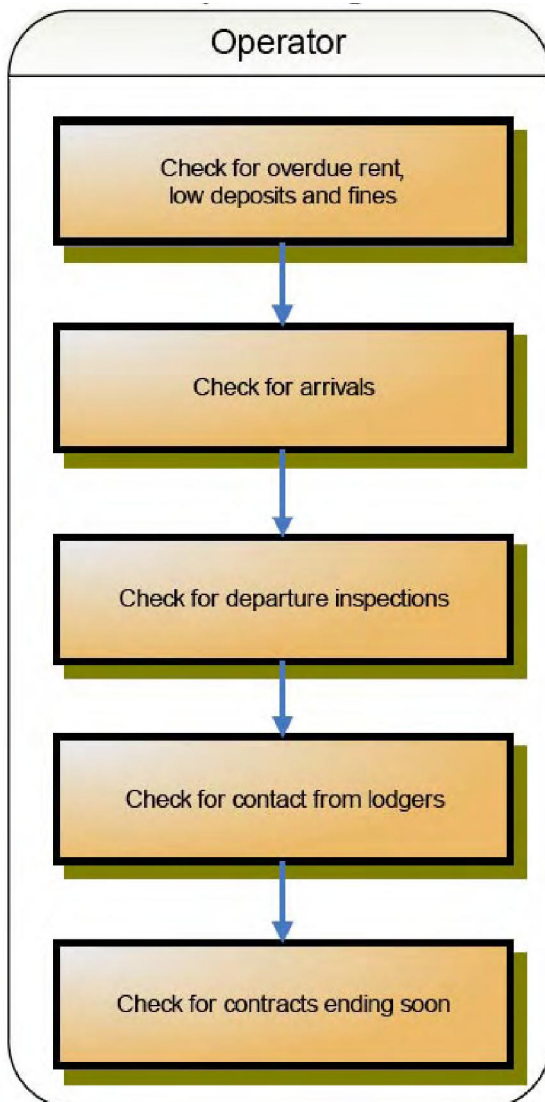 Operator
Check for overdue rent,
low deposits and fines
Check for arrivals
Check for departure inspections
Check for contact from lodgers
Check for contracts ending soon